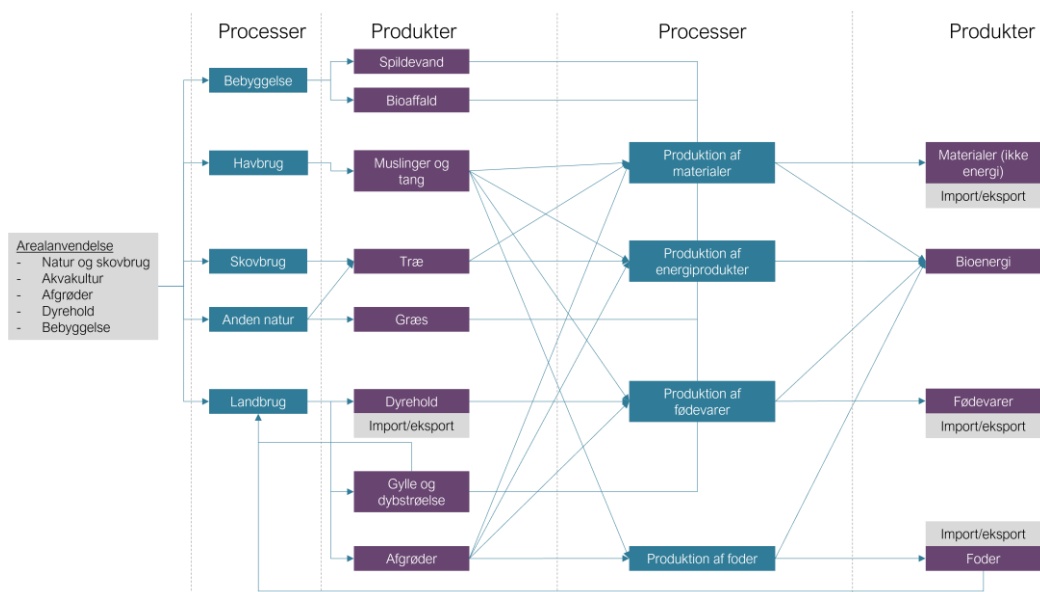 Processer
Produkter
Processer
Produkter
Arealanvendelse
- Natur og skovbrug
- Akvakultur
- Afgrøder
- Dyrehold
- Bebyggelse
Bebyggelse
Havbrug
Skovbrug
Anden natur
Landbrug
Spildevand
Bioaffald
Muslinger og
tang
Træ
Græs
Dyrehold
Import/eksport
Gylle og
dybstrøelse
Afgrøder
Produktion af
materialer
Produktion af
energiprodukter
Produktion af
fødevarer
Produktion af foder
Materialer (ikke
energi)
Import/eksport
Bioenergi
Fødevarer
Import/eksport
Import/eksport
Foder